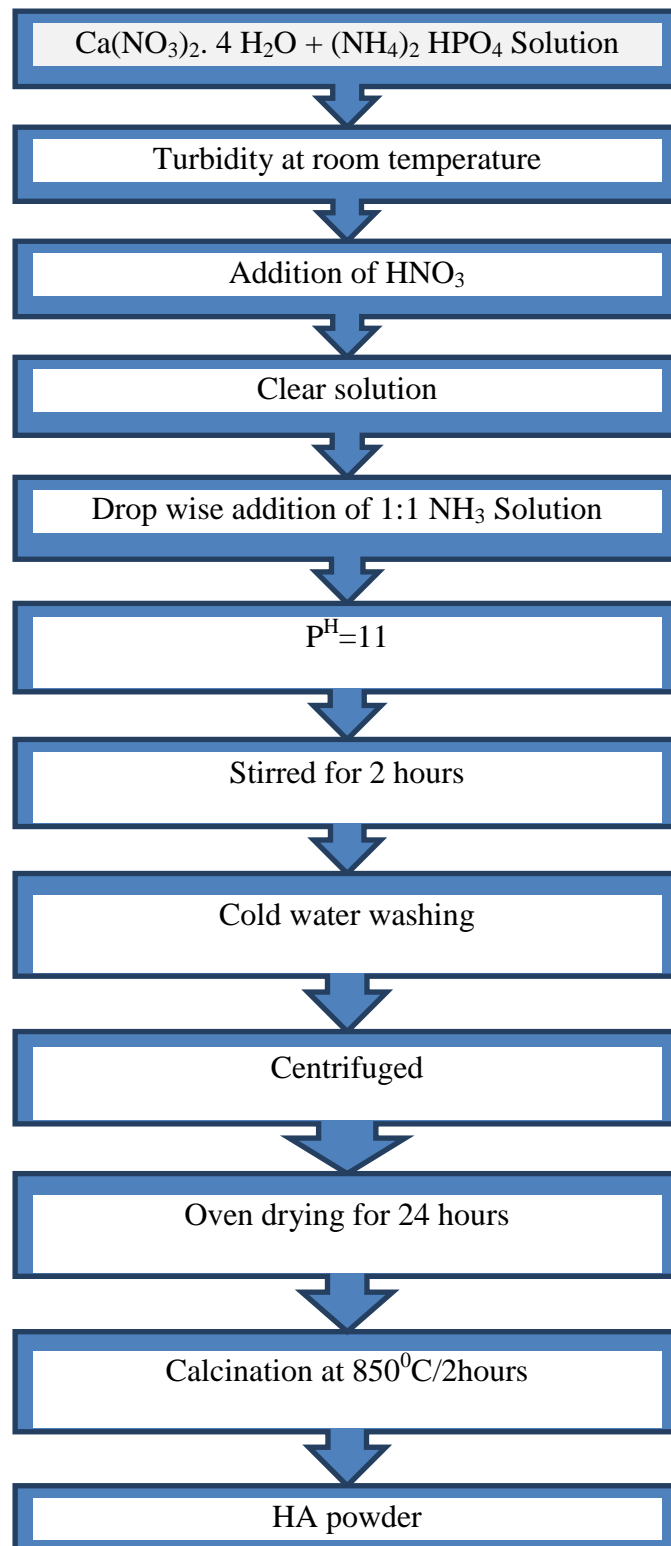 Ca(NO₃)₂. 4 H₂O + (NH₄)₂ HPO₄ Solution
Turbidity at room temperature
Addition of HNO₃
Clear solution
Drop wise addition of 1:1 NH₃ Solution
Pᴴ=11
Stirred for 2 hours
Cold water washing
Centrifuged
Oven drying for 24 hours
Calcination at 850⁰C/2hours
HA powder